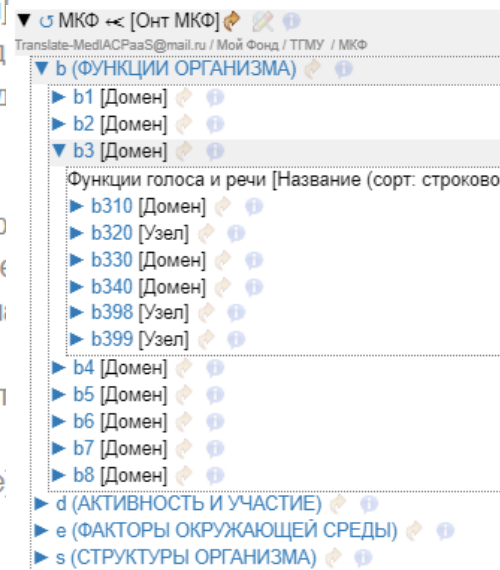 МКФ [Онт МКФ]
Translate-MedIACPaaS@mail.ru / Мой Фонд / ТГМУ / МКФ
b (ФУНКЦИИ ОРГАНИЗМА)
b1 [Домен]
b2 [Домен]
b3 [Домен]
Функции голоса и речи [Название (сорт: строково
b310 [Домен]
b320 [Узел]
b330 [Домен]
b340 [Домен]
b398 [Узел]
b399 [Узел]
b4 [Домен]
b5 [Домен]
b6 [Домен]
b7 [Домен]
b8 [Домен]
d (АКТИВНОСТЬ И УЧАСТИЕ)
e (ФАКТОРЫ ОКРУЖАЮЩЕЙ СРЕДЫ)
s (СТРУКТУРЫ ОРГАНИЗМА)